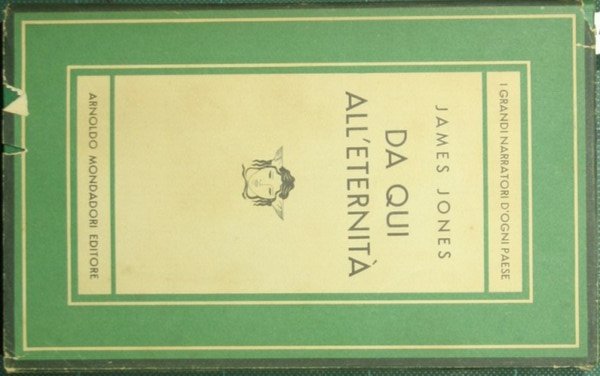 I GRANDI NARRATORI D'OGNI PAESE
JAMES JONES
DA QUI
ALL'ETERNITÀ
ARNOLDO MONDADORI EDITORE